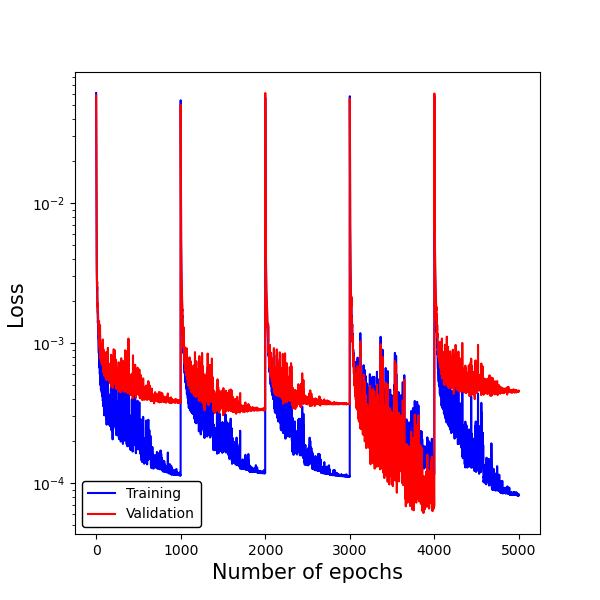 10⁻²
10⁻³
10⁻⁴
Loss
Training
Validation
0 1000 2000 3000 4000 5000
Number of epochs